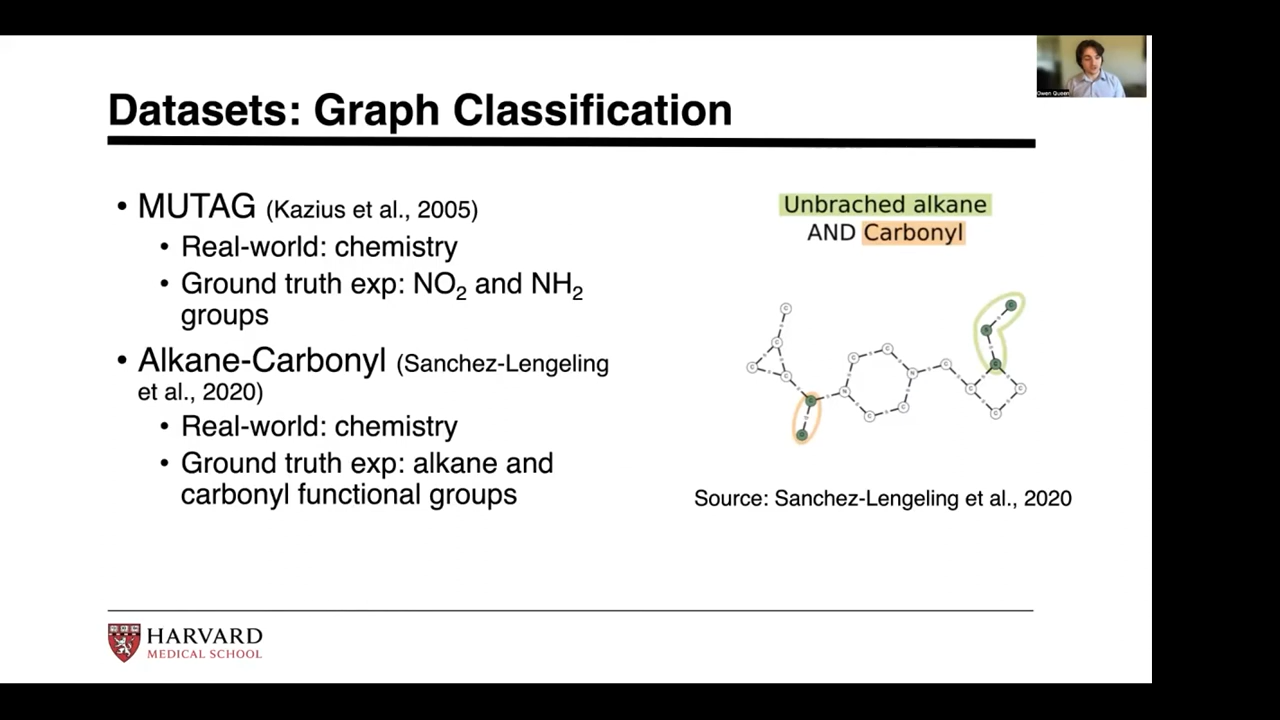 Owen Queen
Datasets: Graph Classification
• MUTAG (Kazius et al., 2005)
• Real-world: chemistry
• Ground truth exp: NO₂ and NH₂
groups
• Alkane-Carbonyl (Sanchez-Lengeling
et al., 2020)
• Real-world: chemistry
• Ground truth exp: alkane and
carbonyl functional groups
Unbrached alkane
AND Carbonyl
Source: Sanchez-Lengeling et al., 2020
HARVARD
MEDICAL SCHOOL